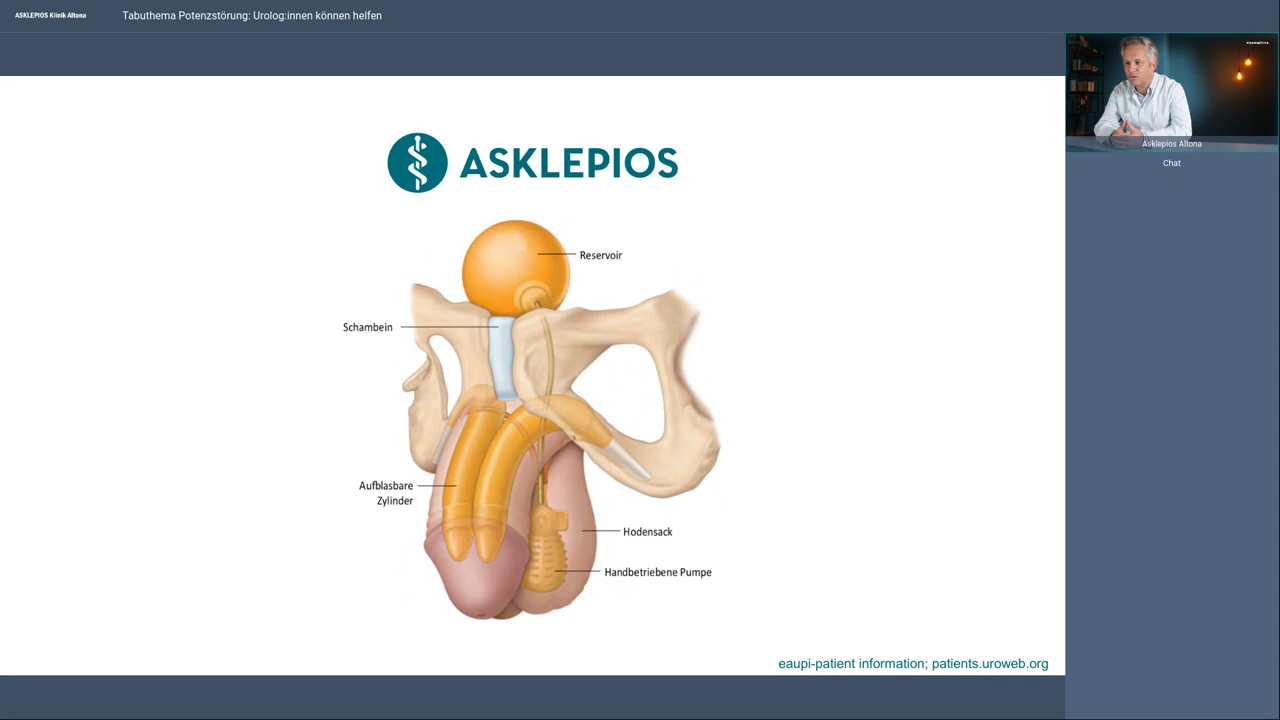 ASKLEPIOS Klinik Altona
Tabuthema Potenzstörung: Urolog:innen können helfen
Asklepios Altona
Chat
ASKLEPIOS
Reservoir
Schambein
Aufblasbare
Zylinder
Hodensack
Handbetriebene Pumpe
eaupi-patient information; patients.uroweb.org